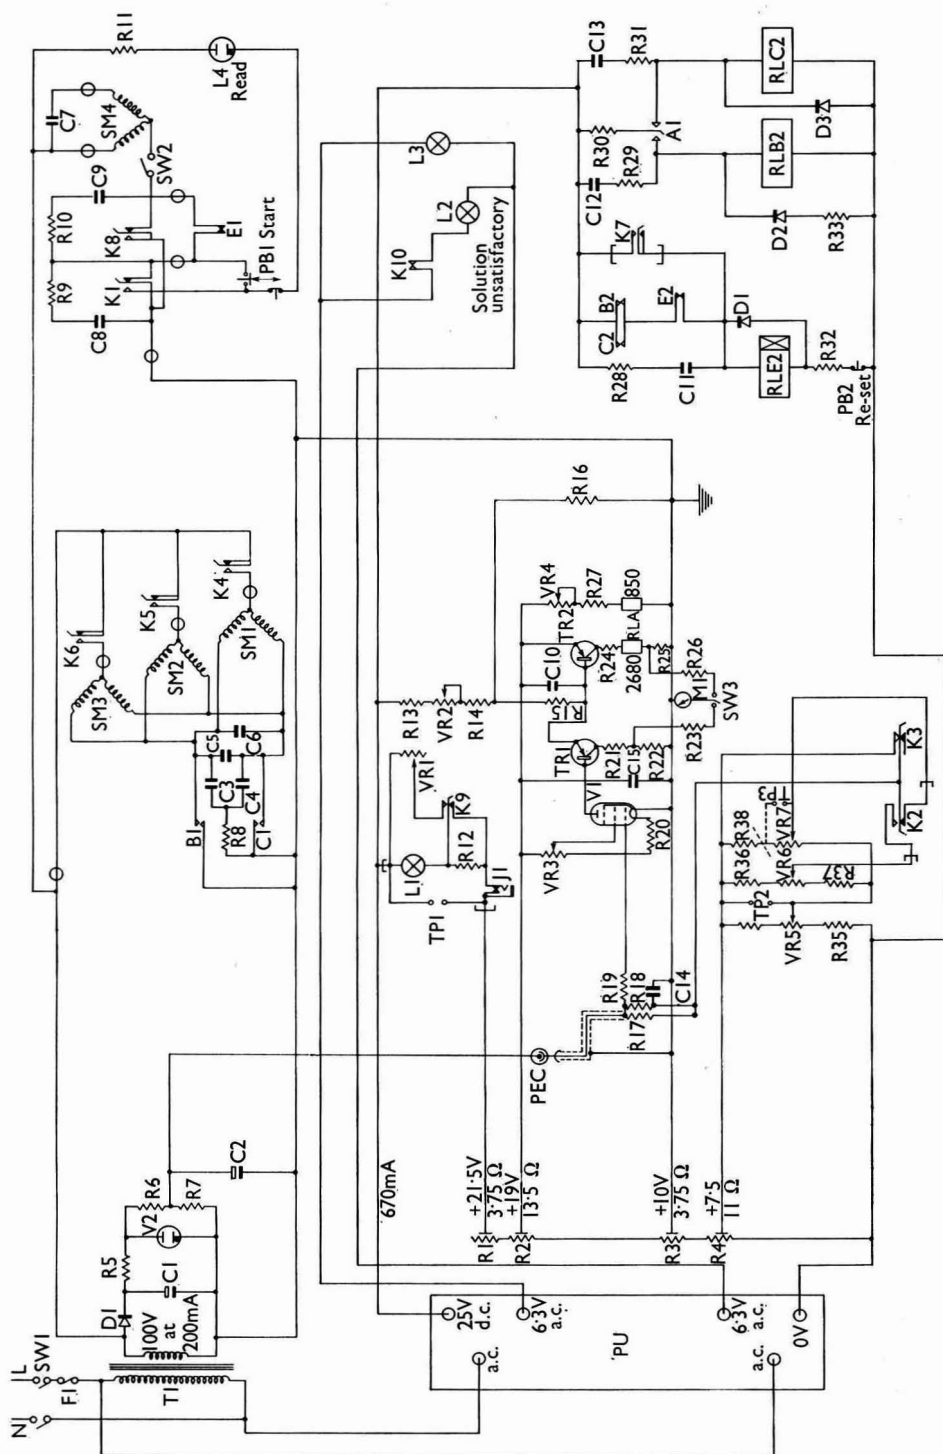 N
L
SW1
F1
T1
D1
100V
at
200mA
C1
R5
V2
R6
R7
C2
B1
R8
C3
C4
C1
C5
C6
SM3
SM2
SM1
K6
K5
K4
C8
R9
K1
K8
R10
C9
E1
PB1 Start
SW2
SM4
C7
R11
L4
Read
K10
L2
L3
Solution
unsatisfactory
25V
d.c.
6·3V
a.c.
a.c.
PU
6·3V
a.c.
a.c.
0V
670mA
R1
+21·5V
3·75 Ω
R2
+19V
13·5 Ω
R3
+10V
3·75 Ω
R4
+7·5
11 Ω
PEC
R17
R18
R19
C14
TP1
L1
R12
J1
K9
VR1
R13
VR2
R14
VR3
V1
R20
TR1
R21
C15
R22
R15
C10
TR2
R24
2680
RLA
850
R25
VR4
R27
R23
M1
R26
SW3
R16
VR5
R35
TP2
R36
VR6
R37
R38
VR7
TP3
K2
K3
R28
C11
C2
B2
E2
K7
D1
RLE2
R32
PB2
Re-set
C12
R29
R30
A1
C13
R31
D2
R33
RLB2
D3
RLC2